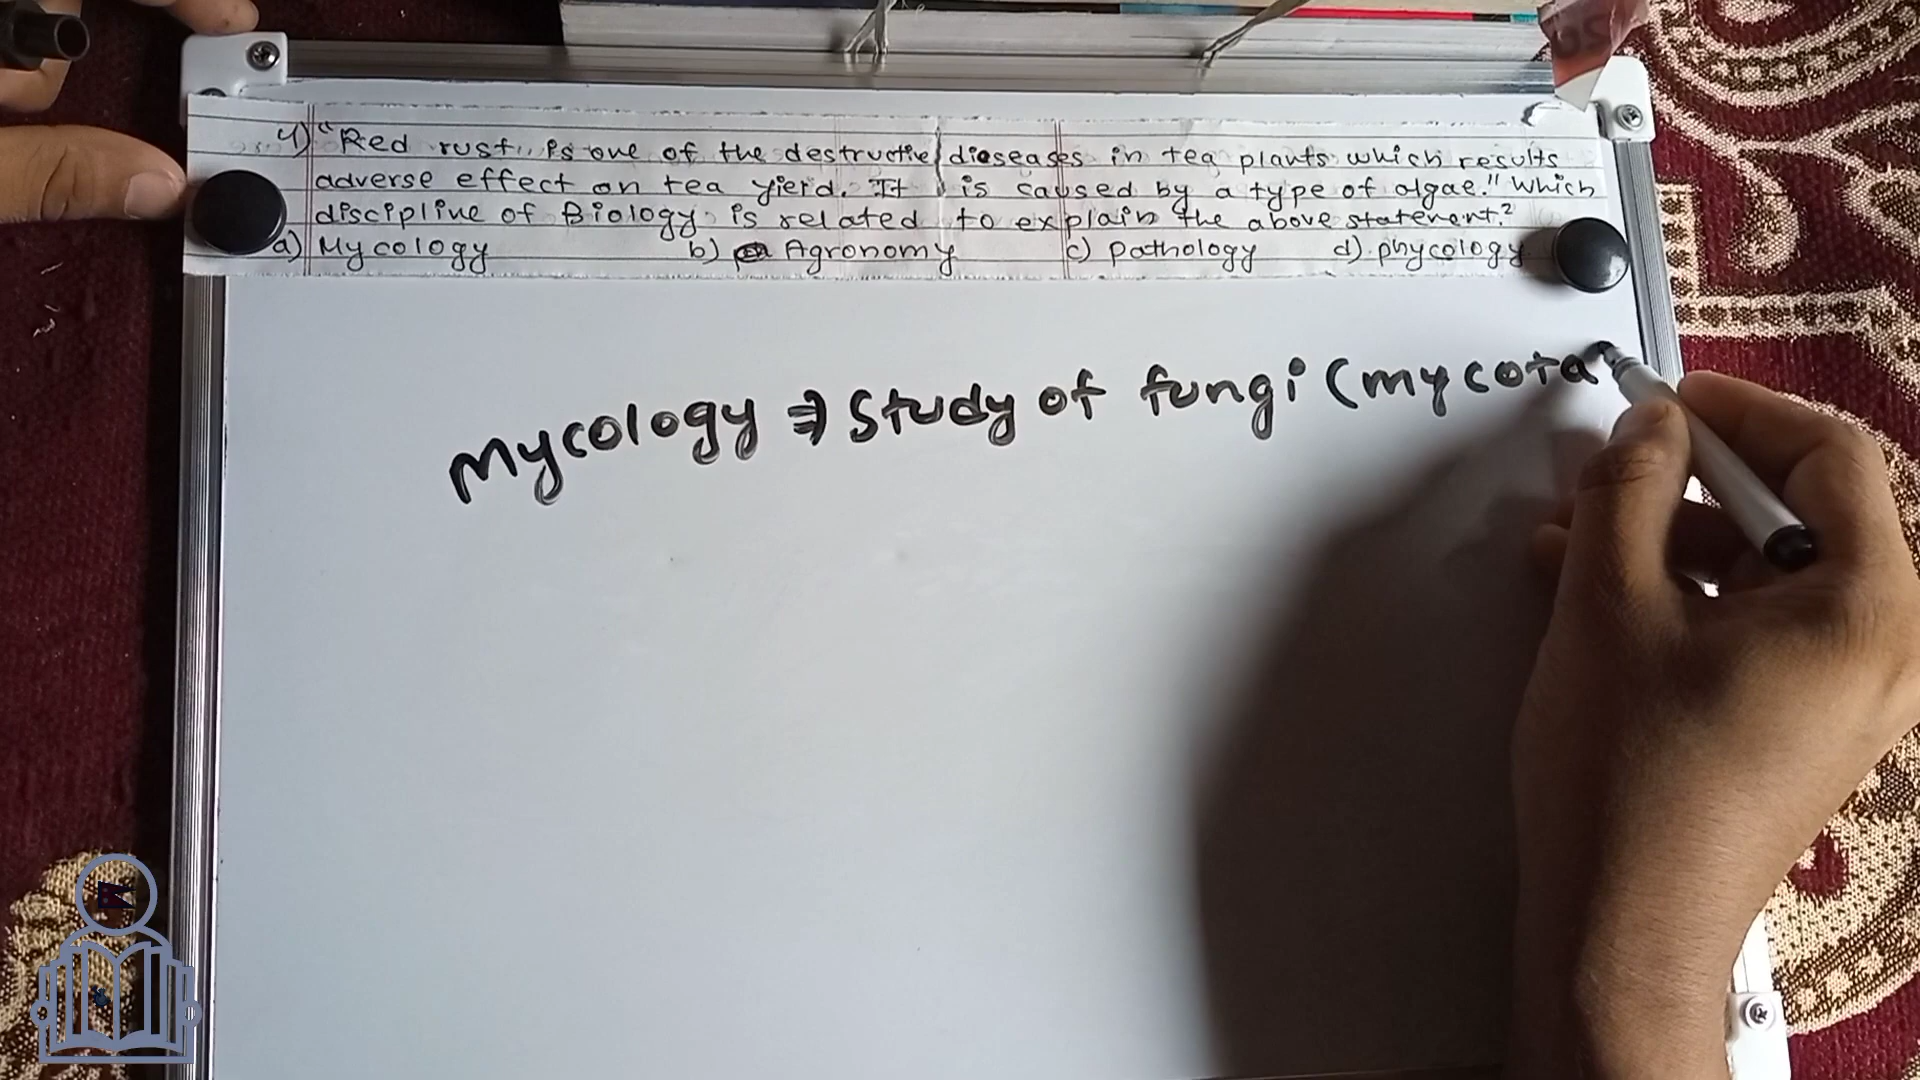 4) "Red rust" is one of the destructive dieseases in tea plants which results
adverse effect on tea yield. It is caused by a type of algae." Which
discipline of Biology is related to explain the above statement?
a) Mycology b) Agronomy c) pathology d) phycology
Mycology ⇒ Study of fungi (mycota